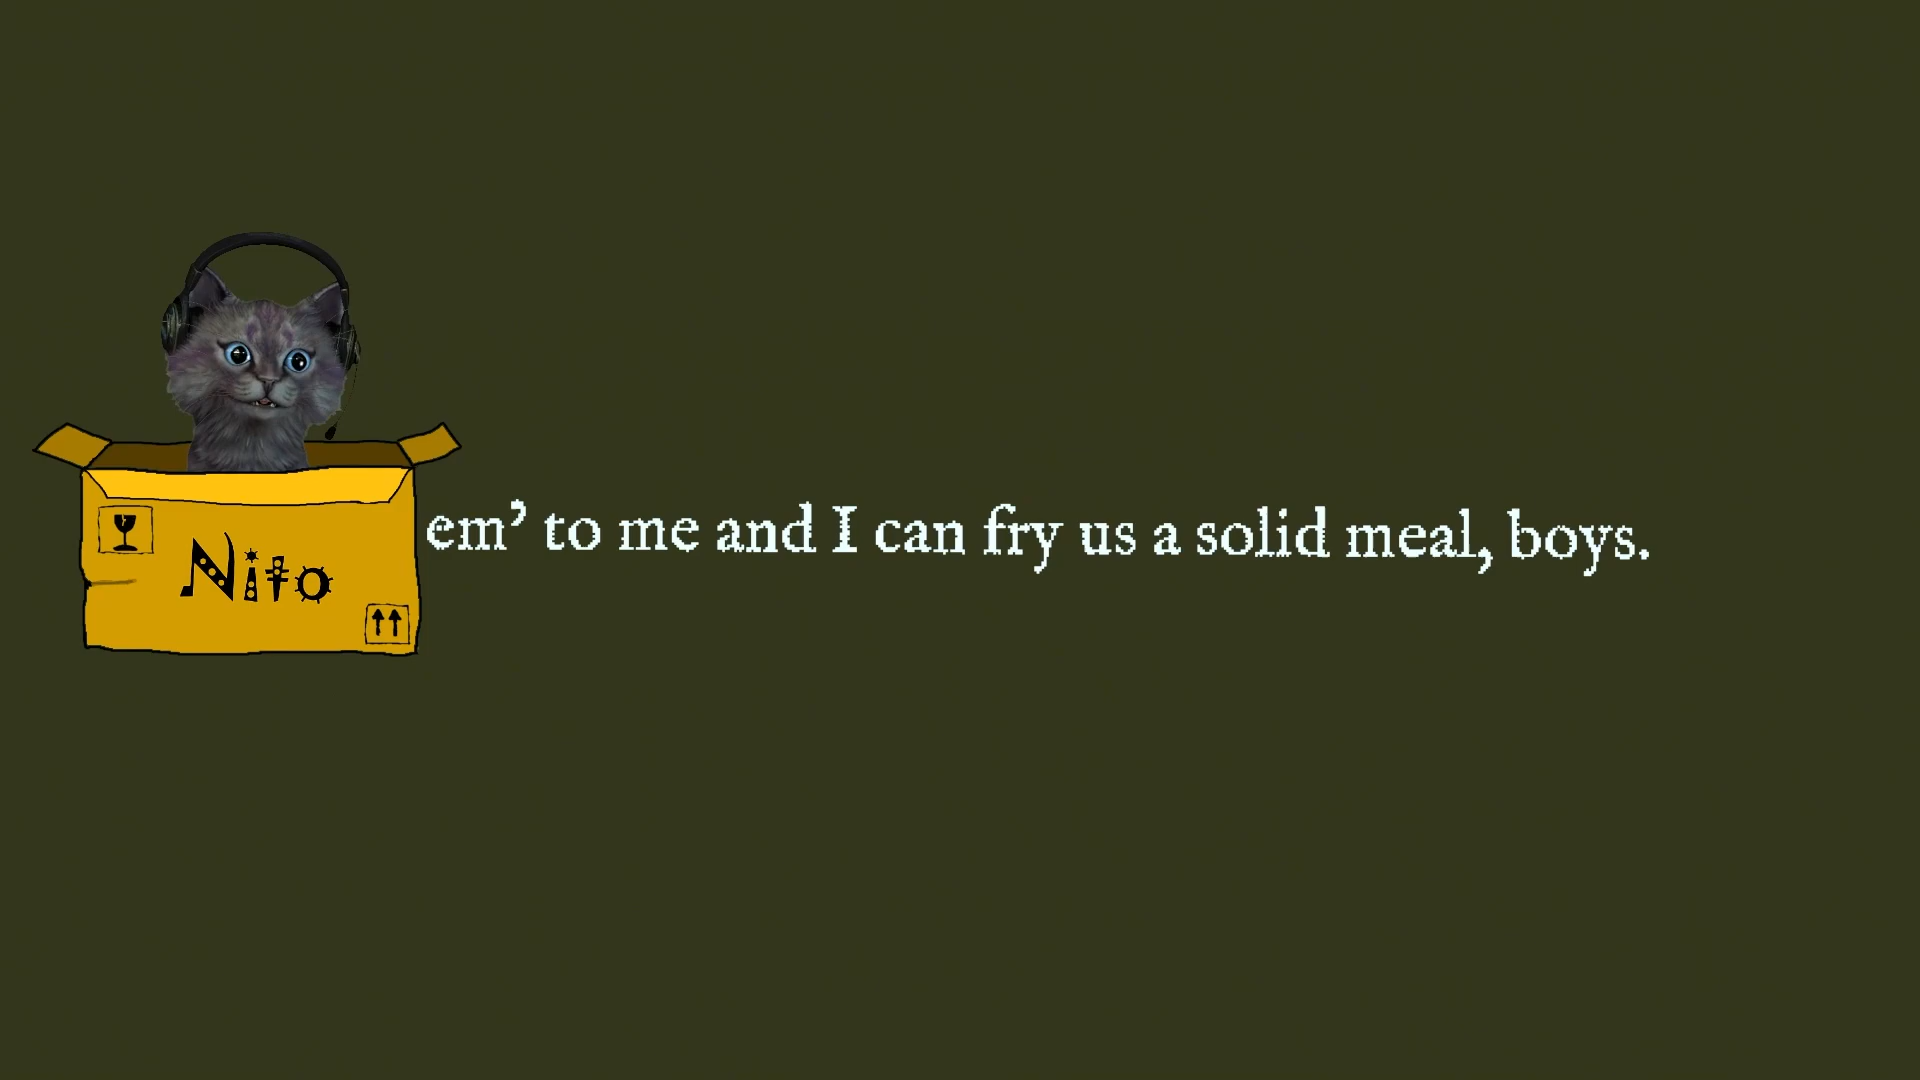 Nito
em’ to me and I can fry us a solid meal, boys.